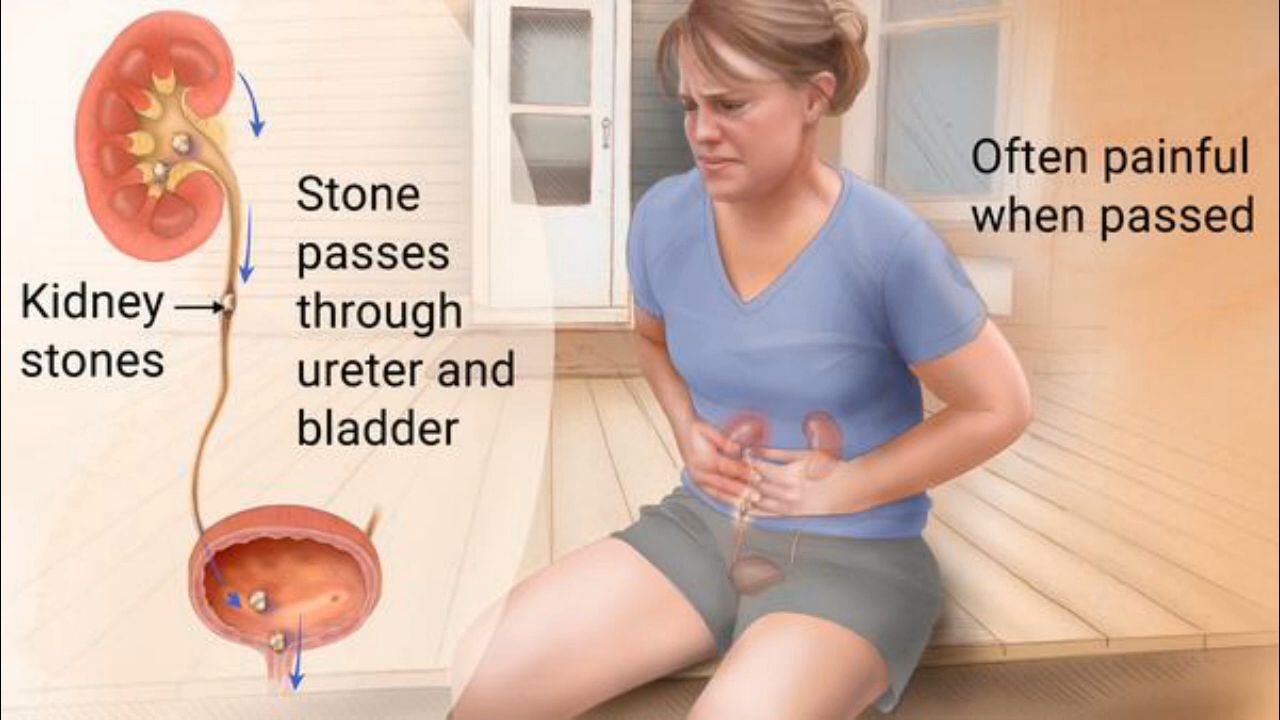 Kidney
stones
Stone
passes
through
ureter and
bladder
Often painful
when passed